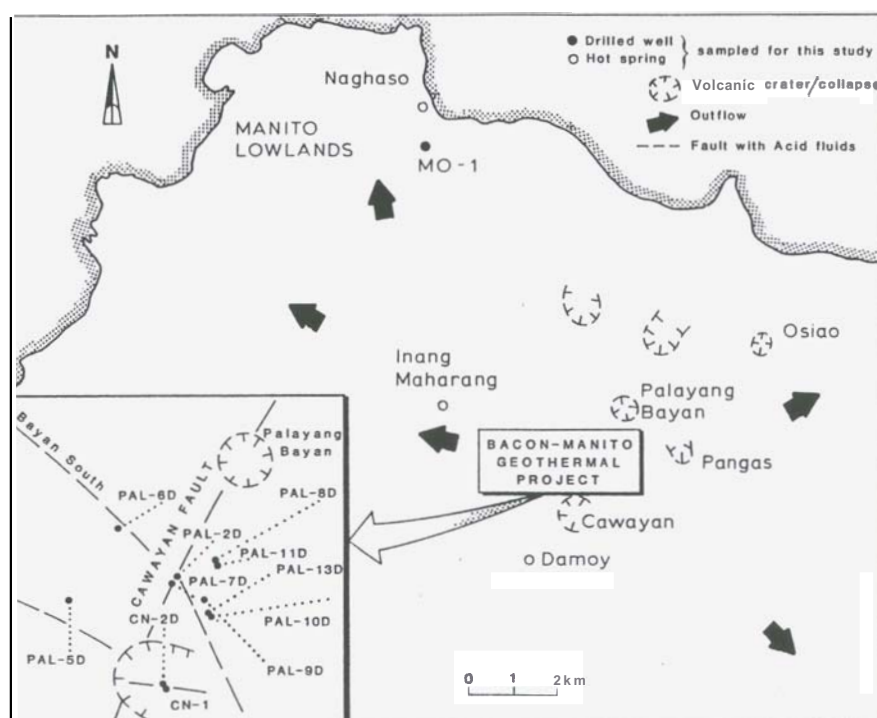 N
Naghaso
MANITO
LOWLANDS
MO-1
Drilled well
Hot spring
sampled for this study
Volcanic crater/collapse
Outflow
Fault with Acid fluids
Osiao
Inang
Maharang
Palayang
Bayan
BACON-MANITO
GEOTHERMAL
PROJECT
Pangas
Cawayan
Damoy
0 1 2km
Bayan South
Palayang
Bayan
CAWAYAN FAULT
PAL-6D
PAL-8D
PAL-2D
PAL-11D
PAL-7D
PAL-13D
CN-2D
PAL-10D
PAL-5D
PAL-9D
CN-1